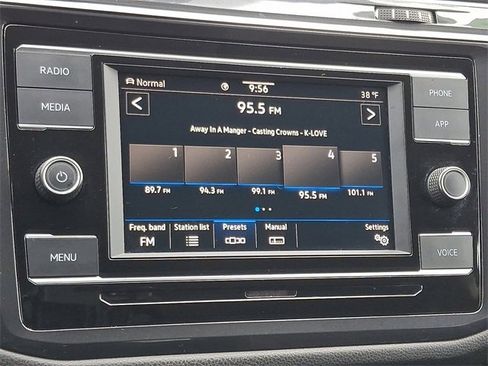 RADIO
MEDIA
MENU
Normal
9:56
38 °F
<
95.5 FM
>
Away In A Manger - Casting Crowns - K-LOVE
1 2 3 4 5
89.7 FM 94.3 FM 99.1 FM 95.5 FM 101.1 FM
Freq. band Station list Presets Manual Settings
FM
PHONE
APP
VOICE